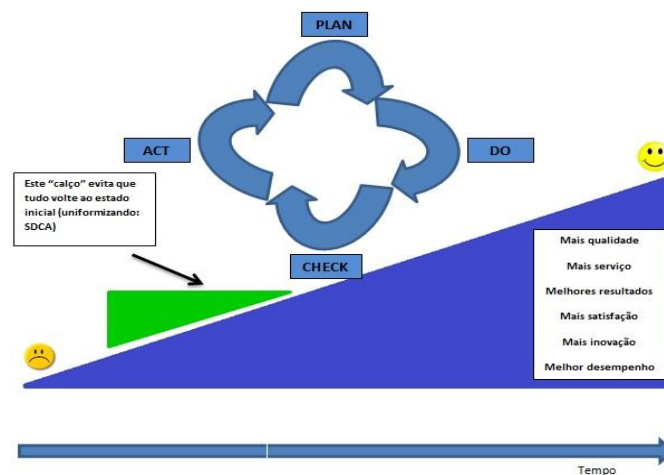 PLAN
ACT
DO
Este “calço” evita que
tudo volte ao estado
inicial (uniformizando:
SDCA)
CHECK
Mais qualidade
Mais serviço
Melhores resultados
Mais satisfação
Mais inovação
Melhor desempenho
Tempo